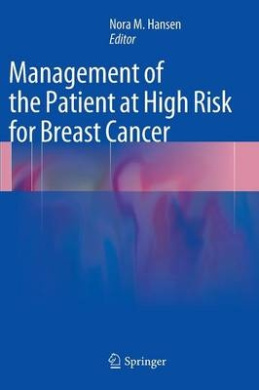 Nora M. Hansen
Editor
Management of
the Patient at High Risk
for Breast Cancer
Springer